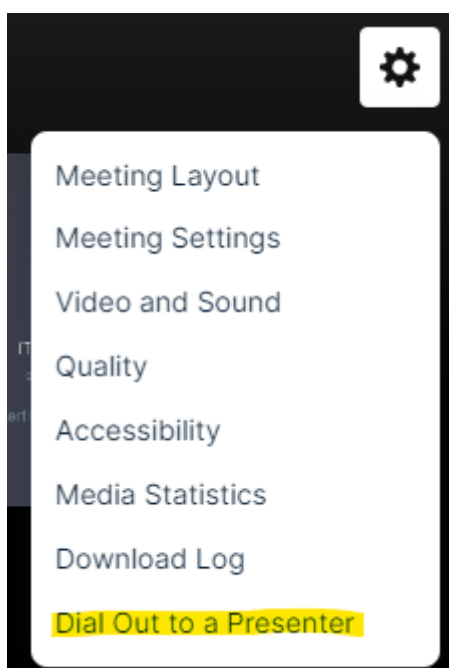 Meeting Layout
Meeting Settings
Video and Sound
Quality
Accessibility
Media Statistics
Download Log
Dial Out to a Presenter